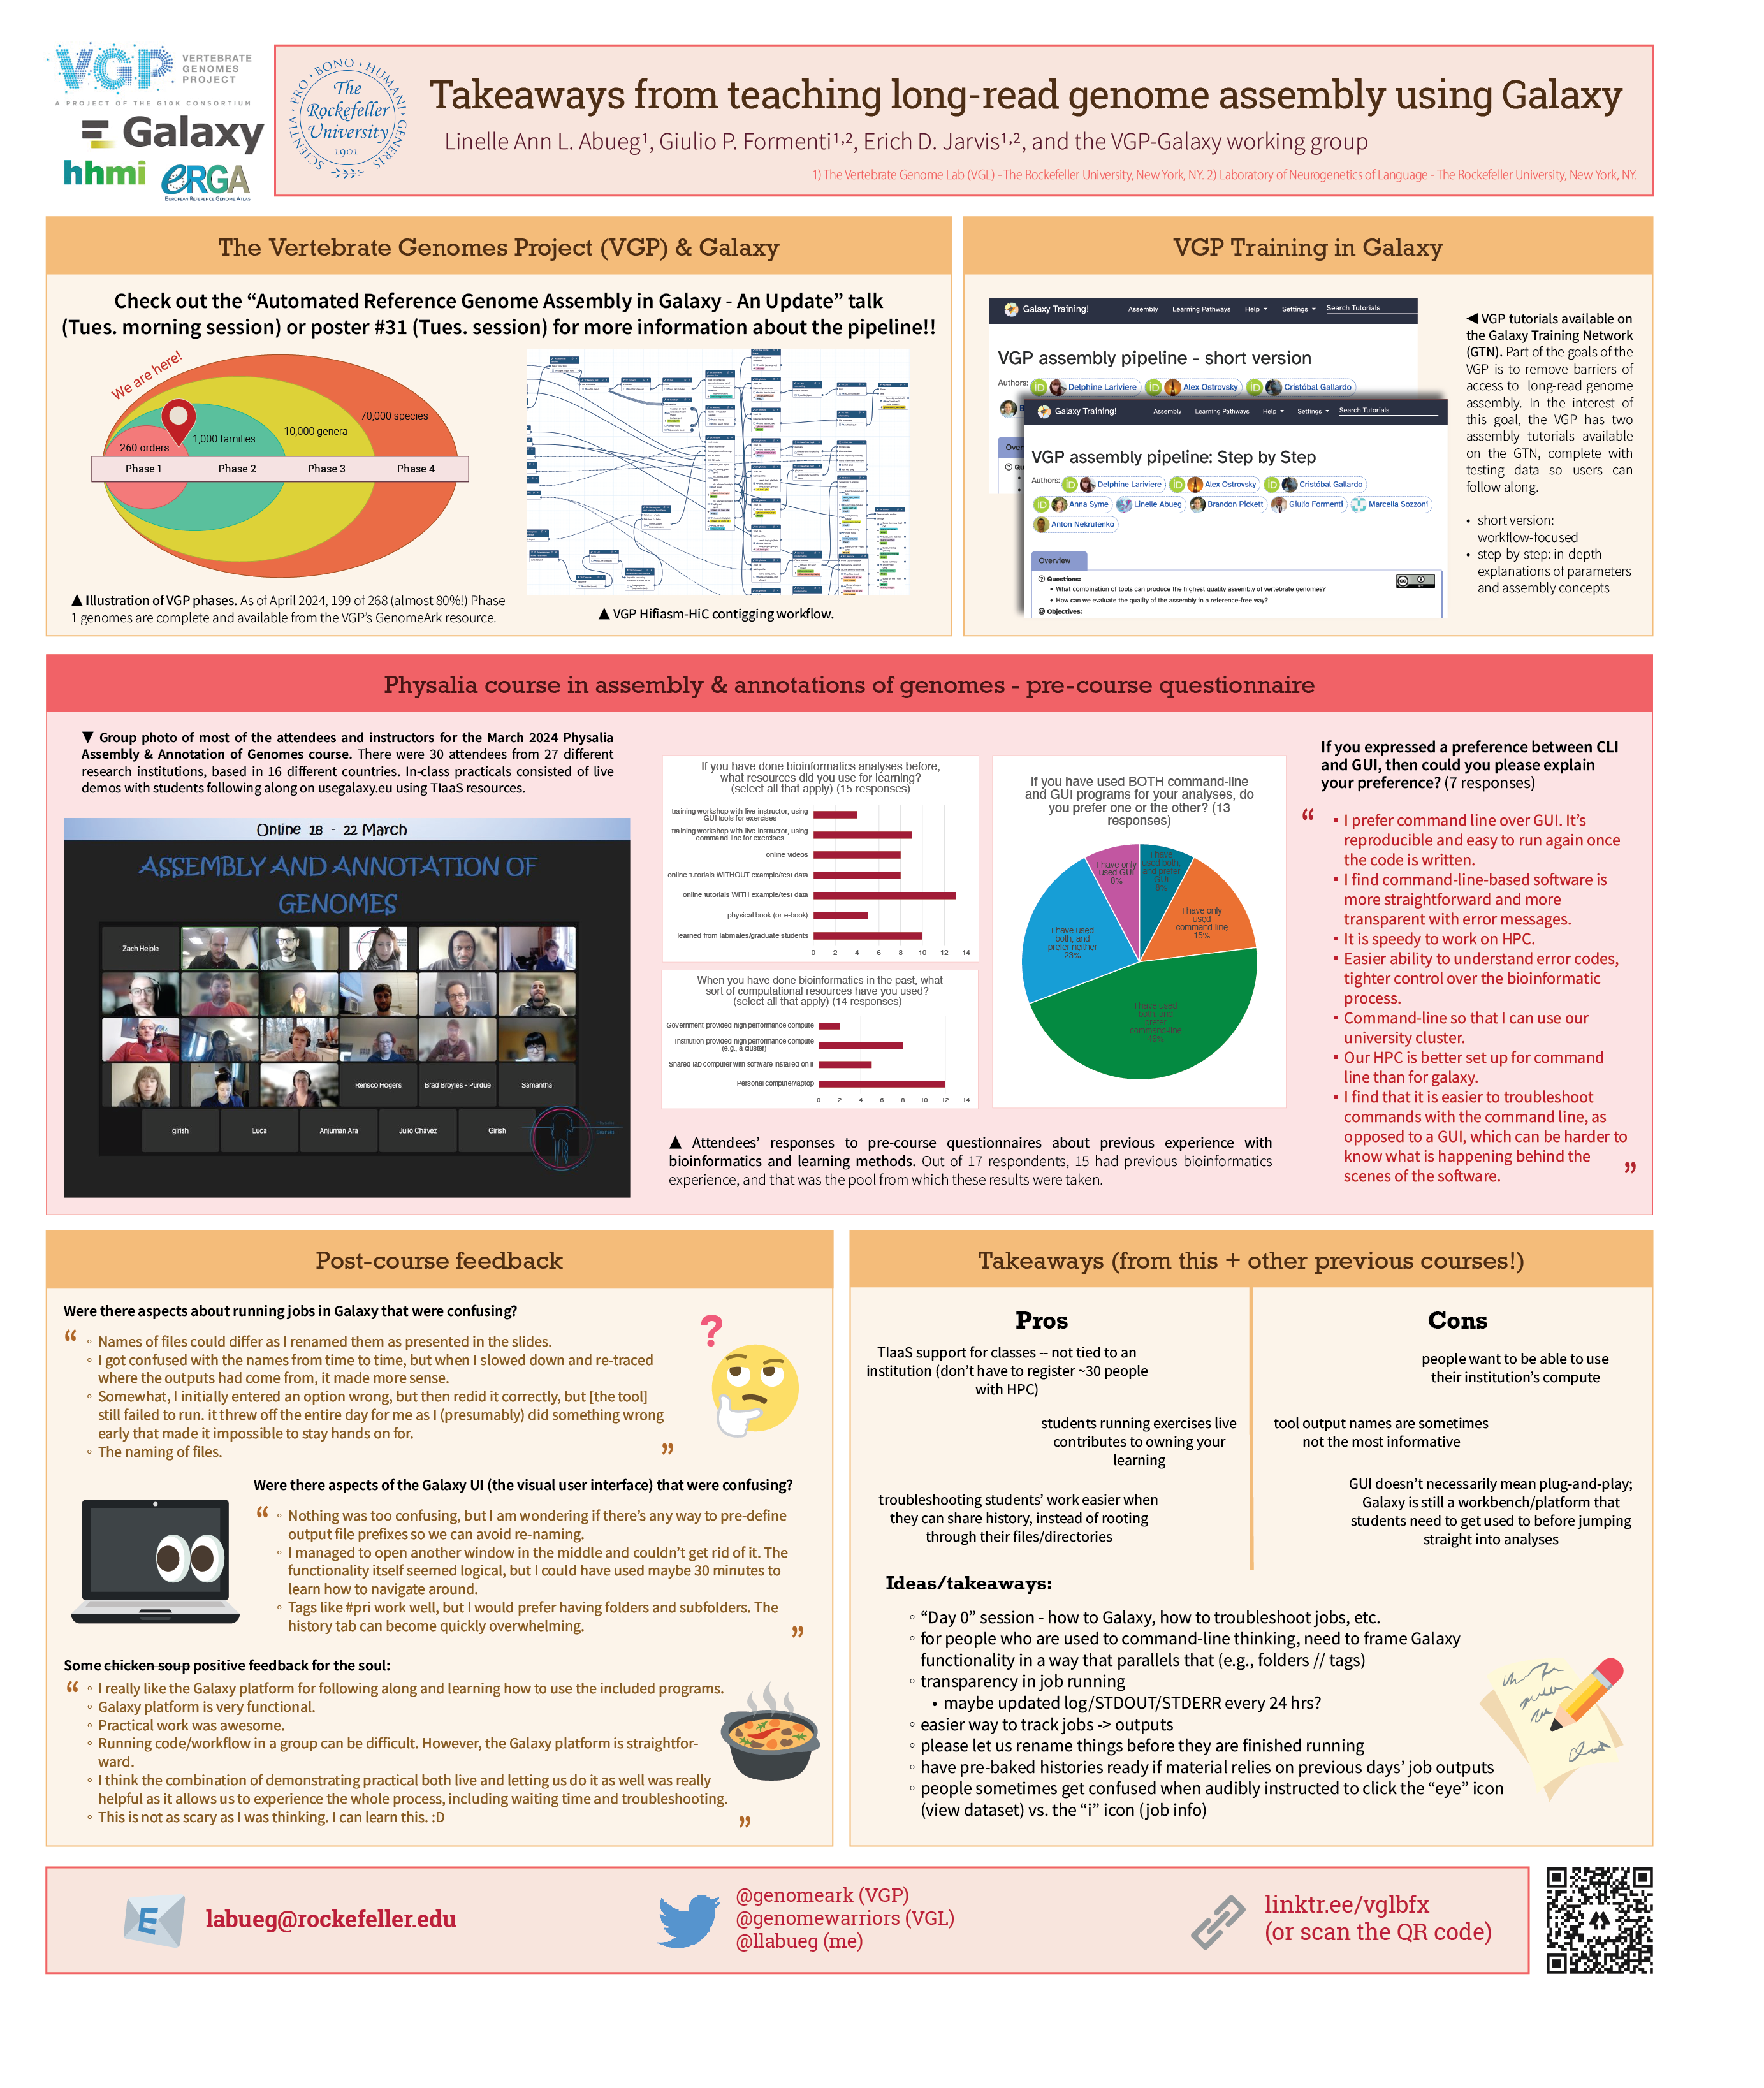 VGP VERTEBRATE
GENOMES
PROJECT
A PROJECT OF THE G10K CONSORTIUM
Galaxy
hhmi
eRGA
EUROPEAN REFERENCE GENOME ATLAS
PRO · BONO · HUMANI · GENERIS · SCIENTIA
The
Rockefeller
University
1901
Takeaways from teaching long-read genome assembly using Galaxy
Linelle Ann L. Abueg¹, Giulio P. Formenti¹,², Erich D. Jarvis¹,², and the VGP-Galaxy working group
1) The Vertebrate Genome Lab (VGL) - The Rockefeller University, New York, NY. 2) Laboratory of Neurogenetics of Language - The Rockefeller University, New York, NY.
The Vertebrate Genomes Project (VGP) & Galaxy
Check out the “Automated Reference Genome Assembly in Galaxy - An Update” talk
(Tues. morning session) or poster #31 (Tues. session) for more information about the pipeline!!
We are here!
260 orders
1,000 families
10,000 genera
70,000 species
Phase 1
Phase 2
Phase 3
Phase 4
▲ Illustration of VGP phases. As of April 2024, 199 of 268 (almost 80%!) Phase
1 genomes are complete and available from the VGP’s GenomeArk resource.
▲ VGP Hifiasm-HiC contigging workflow.
VGP Training in Galaxy
Galaxy Training! Assembly Learning Pathways Help Settings Search Tutorials
VGP assembly pipeline - short version
Authors: Delphine Lariviere Alex Ostrovsky Cristóbal Gallardo
Galaxy Training! Assembly Learning Pathways Help Settings Search Tutorials
VGP assembly pipeline: Step by Step
Authors: Delphine Lariviere Alex Ostrovsky Cristóbal Gallardo
Anna Syme Linelle Abueg Brandon Pickett Giulio Formenti Marcella Sozzoni
Anton Nekrutenko
Overview
Questions:
• What combination of tools can produce the highest quality assembly of vertebrate genomes?
• How can we evaluate the quality of the assembly in a reference-free way?
Objectives:
◀ VGP tutorials available on
the Galaxy Training Network
(GTN). Part of the goals of the
VGP is to remove barriers of
access to long-read genome
assembly. In the interest of
this goal, the VGP has two
assembly tutorials available
on the GTN, complete with
testing data so users can
follow along.
• short version:
workflow-focused
• step-by-step: in-depth
explanations of parameters
and assembly concepts
Physalia course in assembly & annotations of genomes - pre-course questionnaire
▼ Group photo of most of the attendees and instructors for the March 2024 Physalia
Assembly & Annotation of Genomes course. There were 30 attendees from 27 different
research institutions, based in 16 different countries. In-class practicals consisted of live
demos with students following along on usegalaxy.eu using TIaaS resources.
Online 18 - 22 March
ASSEMBLY AND ANNOTATION OF
GENOMES
Zach Heiple
Rensco Hogers
Brad Broyles - Purdue
Samantha
girish
Luca
Anjuman Ara
Julio Chávez
Girish
If you have done bioinformatics analyses before,
what resources did you use for learning?
(select all that apply) (15 responses)
training workshop with live instructor, using
GUI tools for exercises
training workshop with live instructor, using
command-line for exercises
online videos
online tutorials WITHOUT example/test data
online tutorials WITH example/test data
physical book (or e-book)
learned from labmates/graduate students
0 2 4 6 8 10 12 14
When you have done bioinformatics in the past, what
sort of computational resources have you used?
(select all that apply) (14 responses)
Government-provided high performance compute
Institution-provided high performance compute
(e.g., a cluster)
Shared lab computer with software installed on it
Personal computer/laptop
0 2 4 6 8 10 12 14
If you have used BOTH command-line
and GUI programs for your analyses, do
you prefer one or the other? (13
responses)
I have only
used GUI
8%
I have
used both,
and prefer
GUI
8%
I have only
used
command-line
15%
I have used
both, and
prefer neither
23%
I have used
both, and
prefer
command-line
46%
▲ Attendees’ responses to pre-course questionnaires about previous experience with
bioinformatics and learning methods. Out of 17 respondents, 15 had previous bioinformatics
experience, and that was the pool from which these results were taken.
If you expressed a preference between CLI
and GUI, then could you please explain
your preference? (7 responses)
“ ▪ I prefer command line over GUI. It’s
reproducible and easy to run again once
the code is written.
▪ I find command-line-based software is
more straightforward and more
transparent with error messages.
▪ It is speedy to work on HPC.
▪ Easier ability to understand error codes,
tighter control over the bioinformatic
process.
▪ Command-line so that I can use our
university cluster.
▪ Our HPC is better set up for command
line than for galaxy.
▪ I find that it is easier to troubleshoot
commands with the command line, as
opposed to a GUI, which can be harder to
know what is happening behind the
scenes of the software. ”
Post-course feedback
Were there aspects about running jobs in Galaxy that were confusing?
“ ◦ Names of files could differ as I renamed them as presented in the slides.
◦ I got confused with the names from time to time, but when I slowed down and re-traced
where the outputs had come from, it made more sense.
◦ Somewhat, I initially entered an option wrong, but then redid it correctly, but [the tool]
still failed to run. it threw off the entire day for me as I (presumably) did something wrong
early that made it impossible to stay hands on for.
◦ The naming of files. ”
Were there aspects of the Galaxy UI (the visual user interface) that were confusing?
“ ◦ Nothing was too confusing, but I am wondering if there’s any way to pre-define
output file prefixes so we can avoid re-naming.
◦ I managed to open another window in the middle and couldn’t get rid of it. The
functionality itself seemed logical, but I could have used maybe 30 minutes to
learn how to navigate around.
◦ Tags like #pri work well, but I would prefer having folders and subfolders. The
history tab can become quickly overwhelming. ”
Some chicken soup positive feedback for the soul:
“ ◦ I really like the Galaxy platform for following along and learning how to use the included programs.
◦ Galaxy platform is very functional.
◦ Practical work was awesome.
◦ Running code/workflow in a group can be difficult. However, the Galaxy platform is straightfor-
ward.
◦ I think the combination of demonstrating practical both live and letting us do it as well was really
helpful as it allows us to experience the whole process, including waiting time and troubleshooting.
◦ This is not as scary as I was thinking. I can learn this. :D ”
Takeaways (from this + other previous courses!)
Pros
TIaaS support for classes -- not tied to an
institution (don’t have to register ~30 people
with HPC)
students running exercises live
contributes to owning your
learning
troubleshooting students’ work easier when
they can share history, instead of rooting
through their files/directories
Cons
people want to be able to use
their institution’s compute
tool output names are sometimes
not the most informative
GUI doesn’t necessarily mean plug-and-play;
Galaxy is still a workbench/platform that
students need to get used to before jumping
straight into analyses
Ideas/takeaways:
◦ “Day 0” session - how to Galaxy, how to troubleshoot jobs, etc.
◦ for people who are used to command-line thinking, need to frame Galaxy
functionality in a way that parallels that (e.g., folders // tags)
◦ transparency in job running
• maybe updated log/STDOUT/STDERR every 24 hrs?
◦ easier way to track jobs -> outputs
◦ please let us rename things before they are finished running
◦ have pre-baked histories ready if material relies on previous days’ job outputs
◦ people sometimes get confused when audibly instructed to click the “eye” icon
(view dataset) vs. the “i” icon (job info)
E
labueg@rockefeller.edu
@genomeark (VGP)
@genomewarriors (VGL)
@llabueg (me)
linktr.ee/vglbfx
(or scan the QR code)